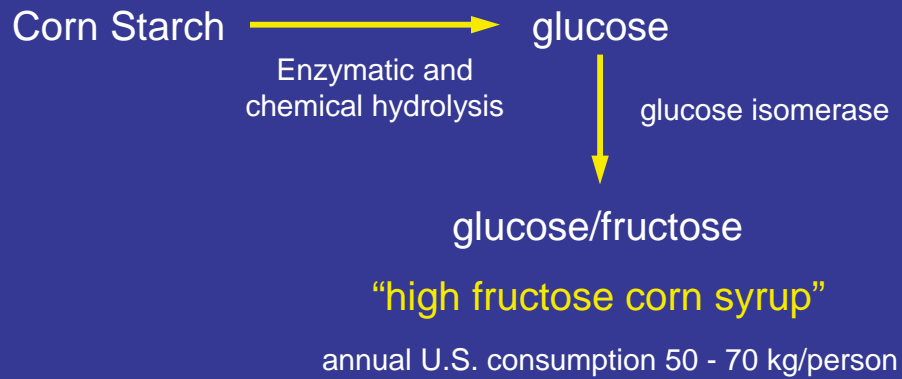 Corn Starch glucose
Enzymatic and
chemical hydrolysis
glucose isomerase
glucose/fructose
“high fructose corn syrup”
annual U.S. consumption 50 - 70 kg/person